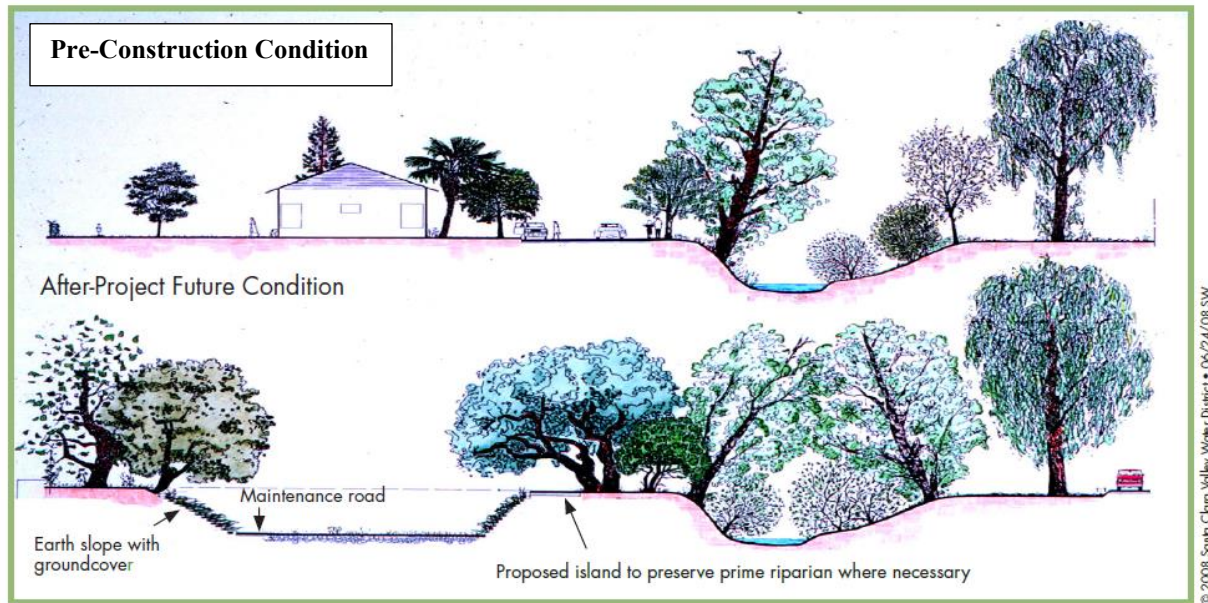 Pre-Construction Condition
After-Project Future Condition
Maintenance road
Earth slope with
groundcover
Proposed island to preserve prime riparian where necessary
© 2008 Santa Clara Valley Water District • 06/24/08 SW